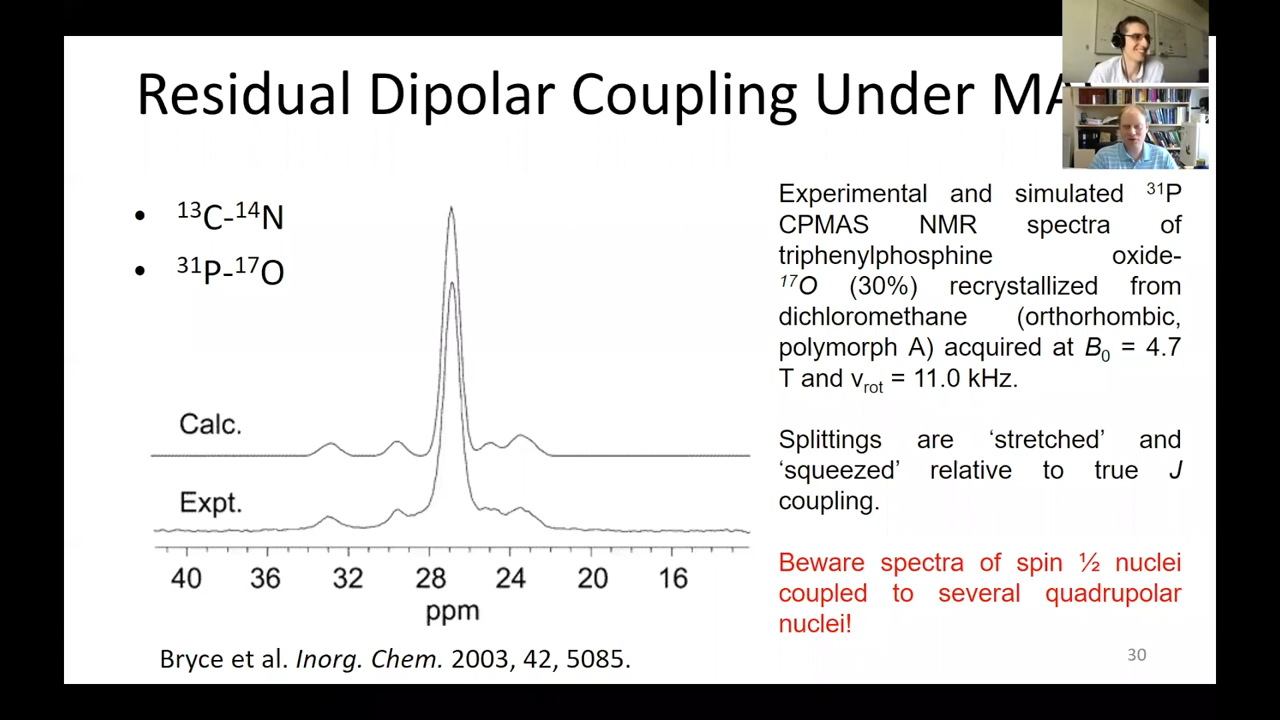 Residual Dipolar Coupling Under
• ¹³C-¹⁴N
• ³¹P-¹⁷O
Calc.
Expt.
40 36 32 28 24 20 16
ppm
Bryce et al. Inorg. Chem. 2003, 42, 5085.
Experimental and simulated ³¹P
CPMAS NMR spectra of
triphenylphosphine oxide-
¹⁷O (30%) recrystallized from
dichloromethane (orthorhombic,
polymorph A) acquired at B₀ = 4.7
T and νrot = 11.0 kHz.
Splittings are ‘stretched’ and
‘squeezed’ relative to true J
coupling.
Beware spectra of spin ½ nuclei
coupled to several quadrupolar
nuclei!
30